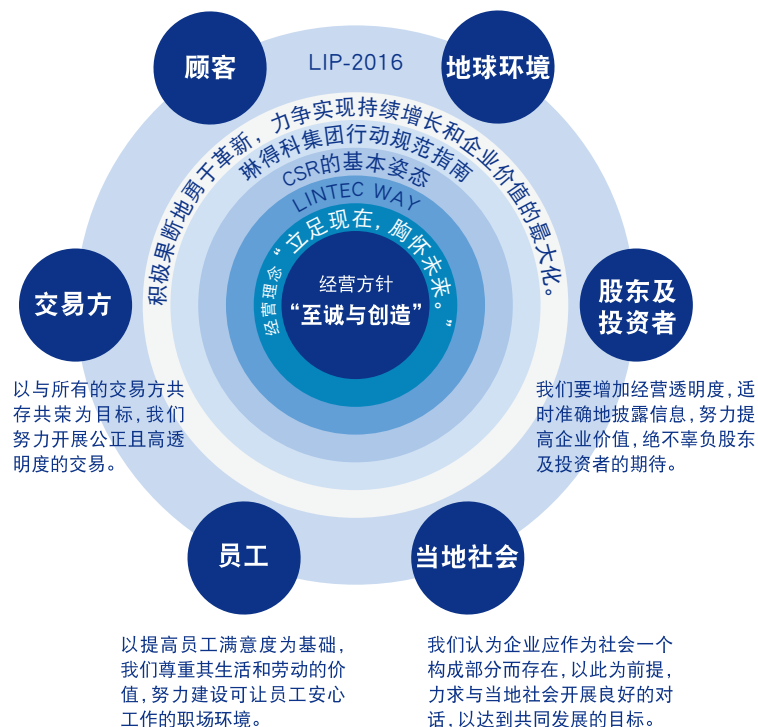 顾客
LIP-2016
地球环境
积极果断地勇于革新，力争实现持续增长和企业价值的最大化。
琳得科集团行动规范指南
CSR的基本姿态
LINTEC WAY
经营理念“立足现在，胸怀未来。”
经营方针
“至诚与创造”
交易方
以与所有的交易方共
存共荣为目标，我们
努力开展公正且高透
明度的交易。
股东及
投资者
我们要增加经营透明度，适
时准确地披露信息，努力提
高企业价值，绝不辜负股东
及投资者的期待。
员工
以提高员工满意度为基础，
我们尊重其生活和劳动的价
值，努力建设可让员工安心
工作的职场环境。
当地社会
我们认为企业应作为社会一个
构成部分而存在，以此为前提，
力求与当地社会开展良好的对
话，以达到共同发展的目标。